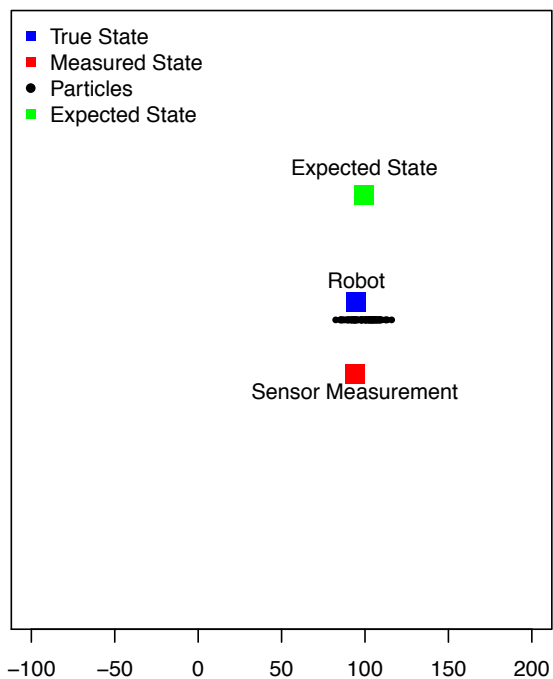 True State
Measured State
Particles
Expected State
Expected State
Robot
Sensor Measurement
−100 −50 0 50 100 150 200